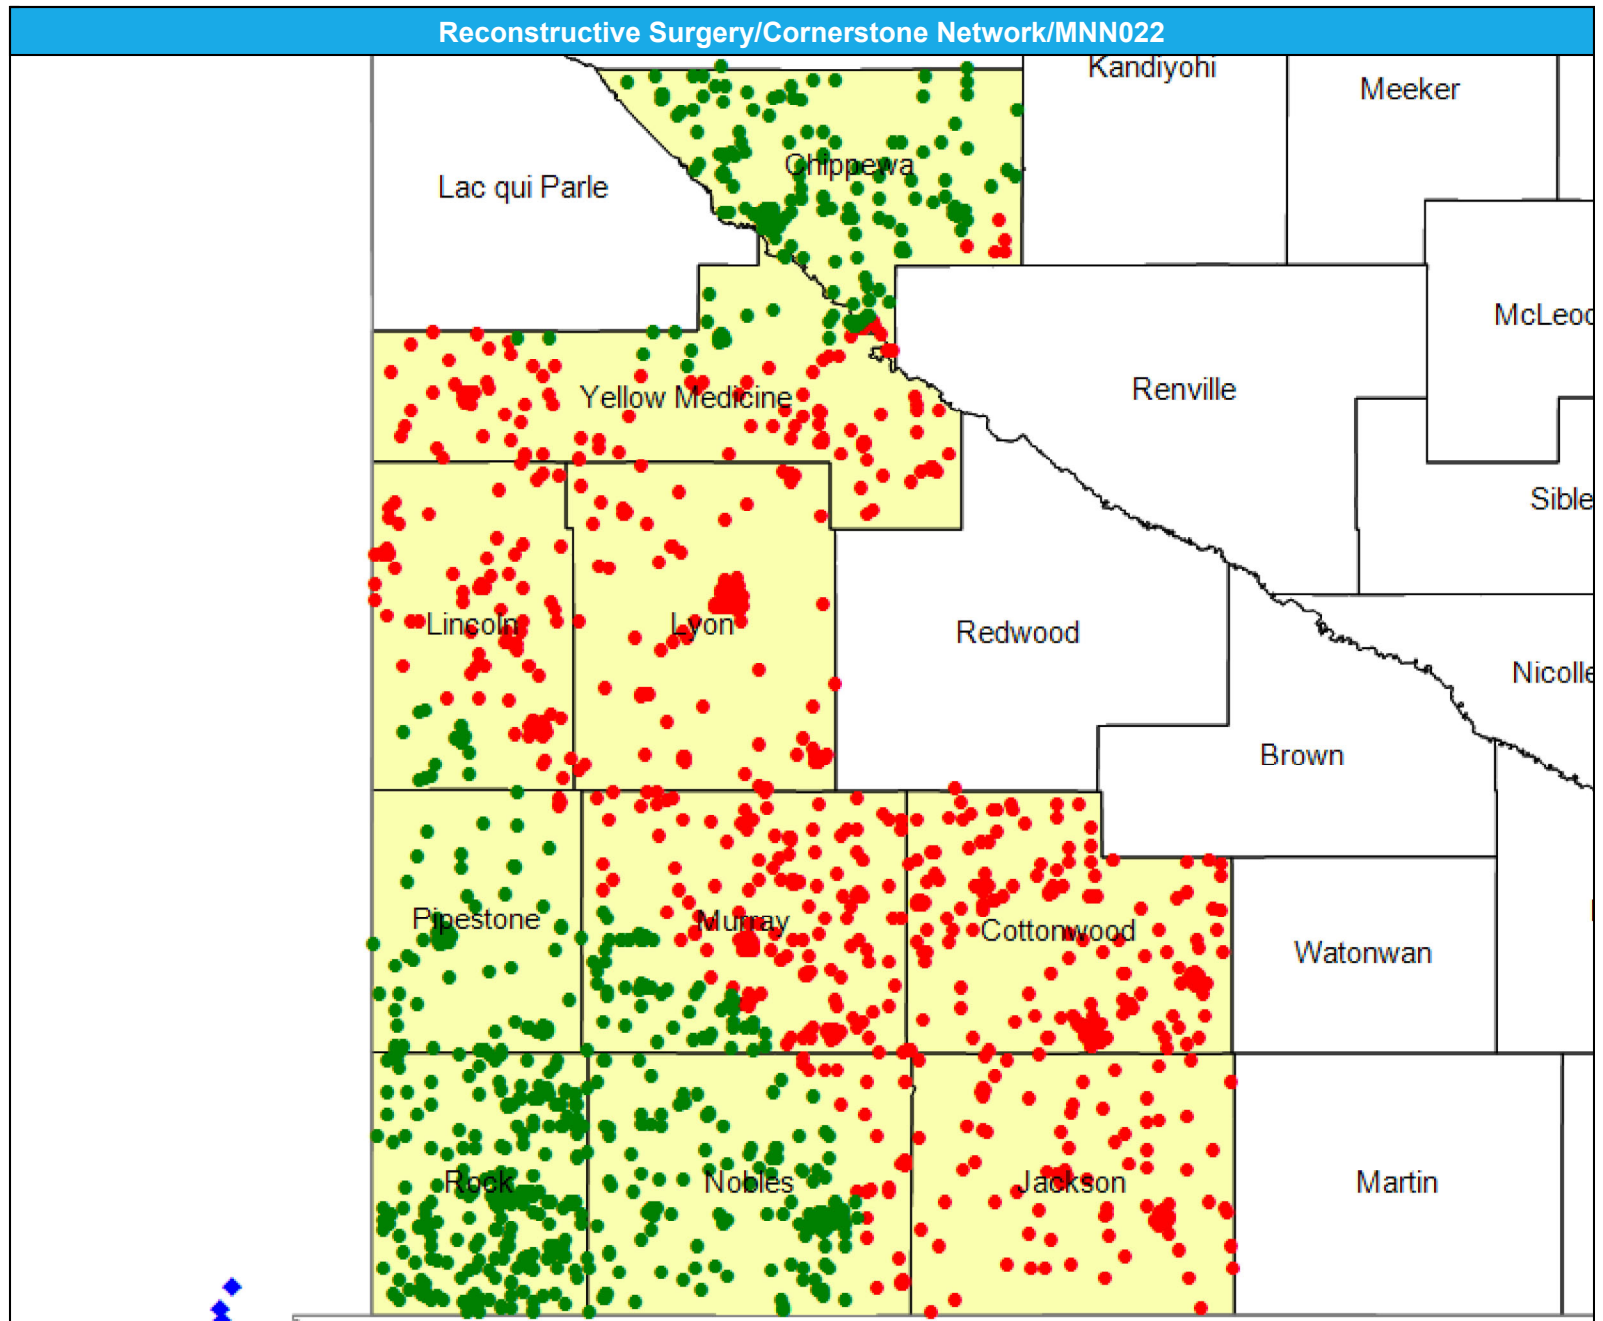 Reconstructive Surgery/Cornerstone Network/MNN022
Kandiyohi
Meeker
Chippewa
Lac qui Parle
McLeod
Renville
Yellow Medicine
Sible
Lincoln
Lyon
Redwood
Nicolle
Brown
Pipestone
Murray
Cottonwood
Watonwan
Rock
Nobles
Jackson
Martin